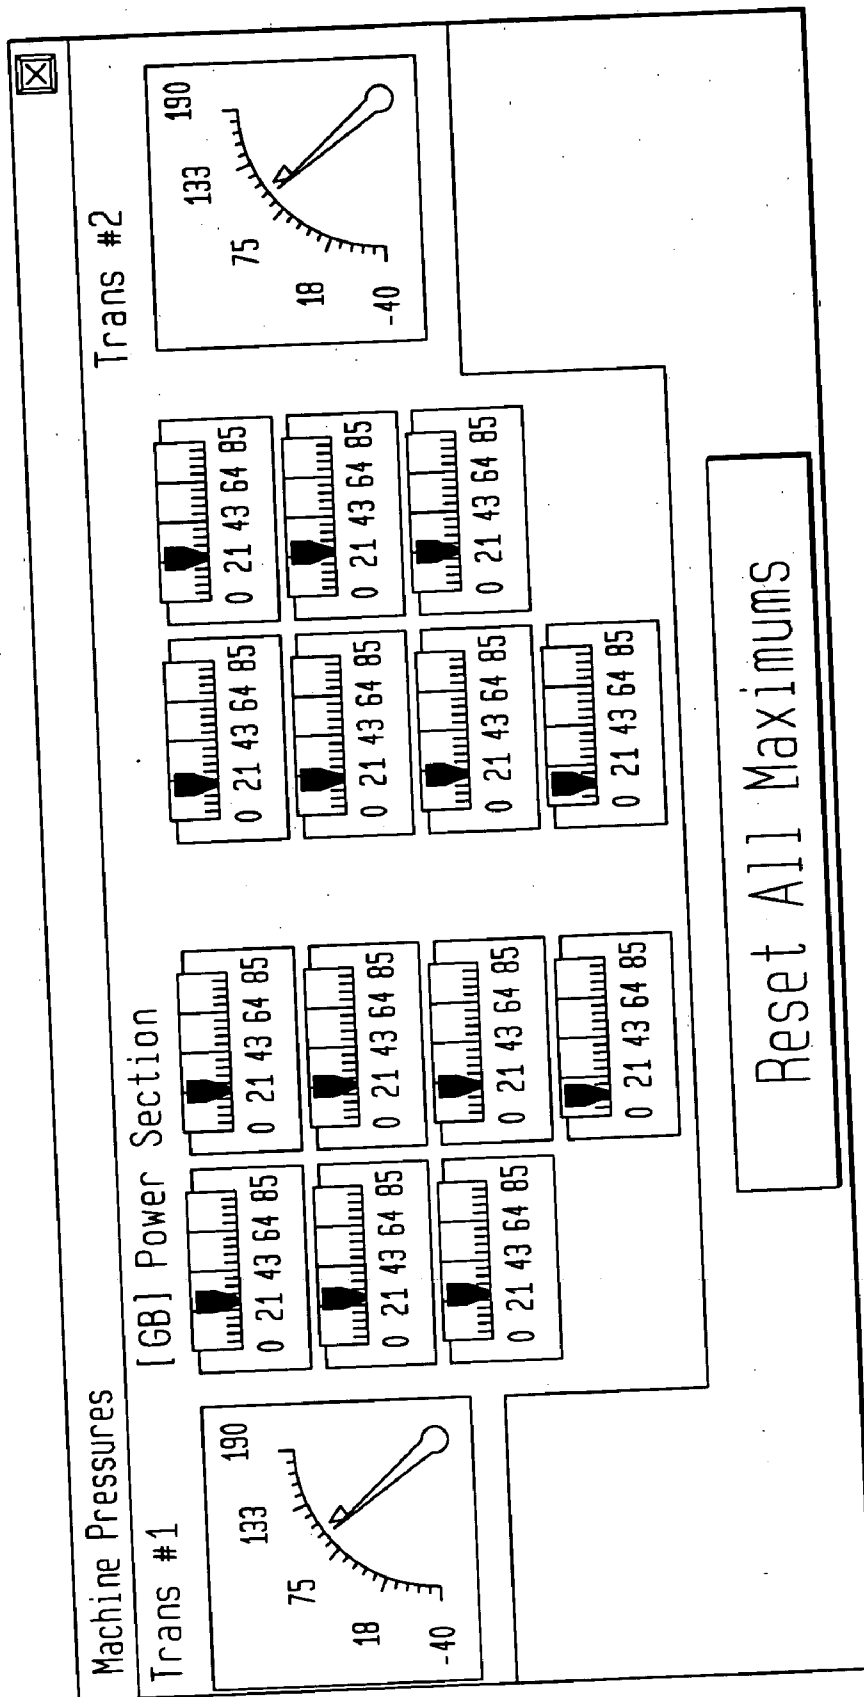 Machine Pressures
Trans #1
[GB] Power Section
Trans #2
-40
18
75
133
190
0 21 43 64 85
0 21 43 64 85
0 21 43 64 85
0 21 43 64 85
0 21 43 64 85
0 21 43 64 85
0 21 43 64 85
0 21 43 64 85
0 21 43 64 85
0 21 43 64 85
0 21 43 64 85
0 21 43 64 85
0 21 43 64 85
0 21 43 64 85
-40
18
75
133
190
Reset All Maximums